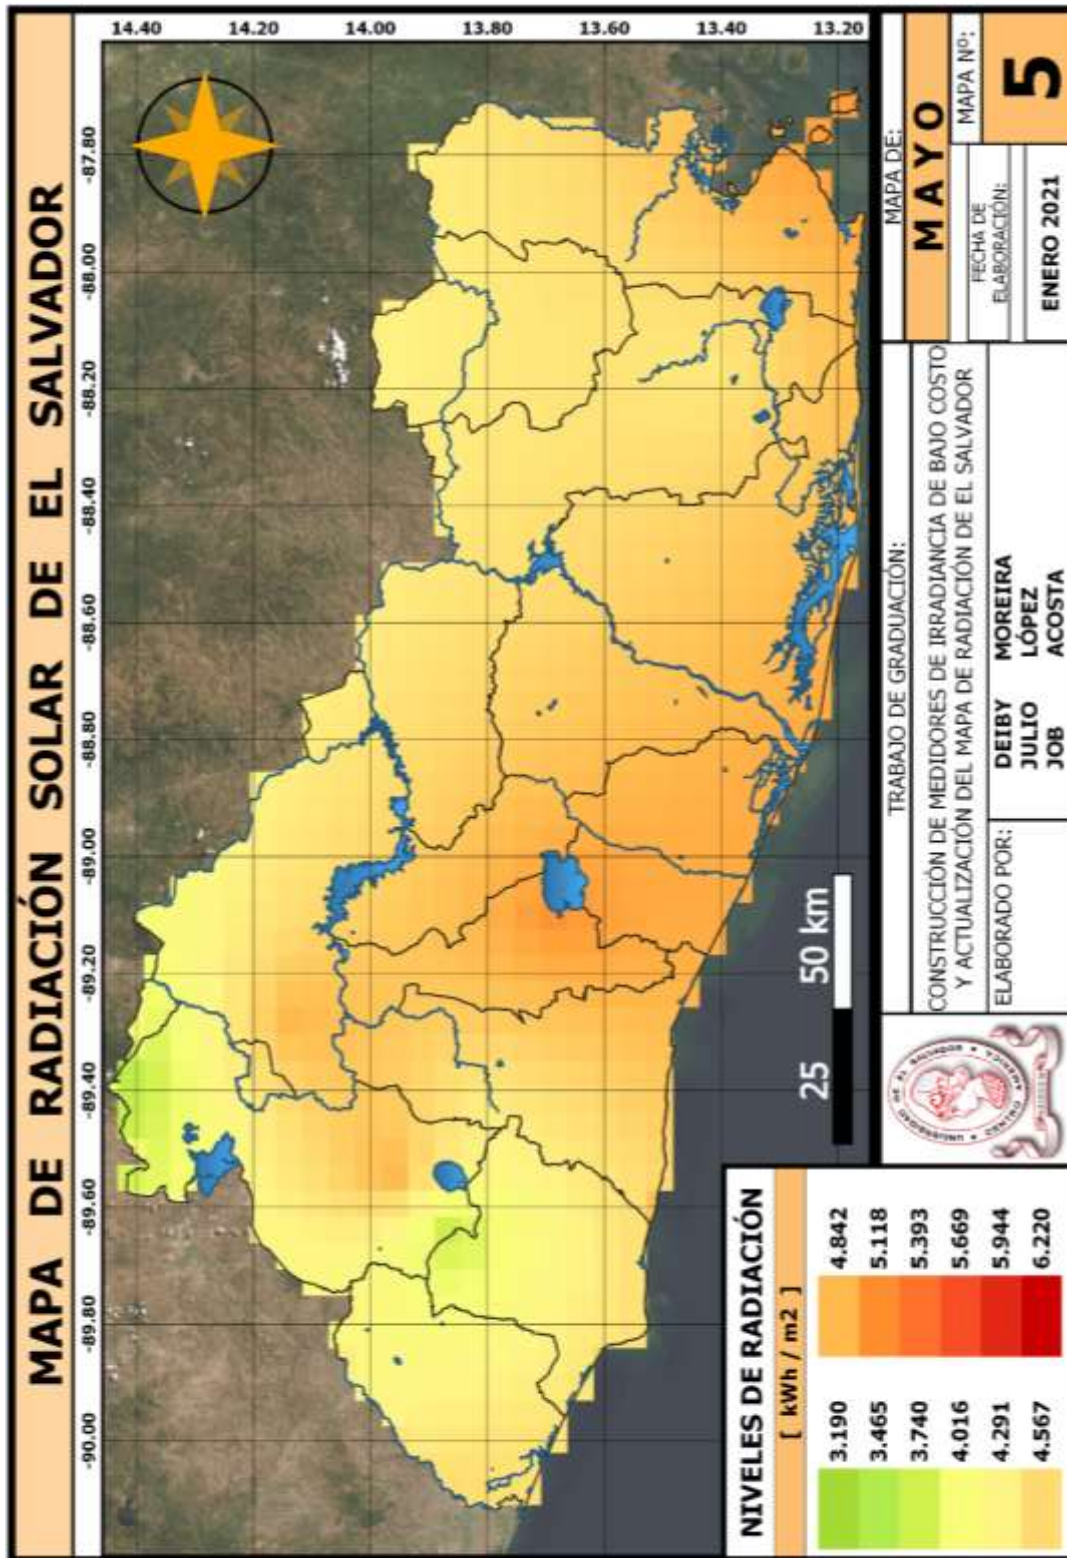 MAPA DE RADIACIÓN SOLAR DE EL SALVADOR
-90.00 -89.80 -89.60 -89.40 -89.20 -89.00 -88.80 -88.60 -88.40 -88.20 -88.00 -87.80
14.40
14.20
14.00
13.80
13.60
13.40
13.20
25 50 km
NIVELES DE RADIACIÓN
[ kWh / m2 ]
3.190 4.842
3.465 5.118
3.740 5.393
4.016 5.669
4.291 5.944
4.567 6.220
TRABAJO DE GRADUACIÓN:
CONSTRUCCIÓN DE MEDIDORES DE IRRADIANCIA DE BAJO COSTO
Y ACTUALIZACIÓN DEL MAPA DE RADIACIÓN DE EL SALVADOR
ELABORADO POR:
DEIBY MOREIRA
JULIO LÓPEZ
JOB ACOSTA
MAPA DE:
MAYO
FECHA DE
ELABORACIÓN:
ENERO 2021
MAPA Nº:
5